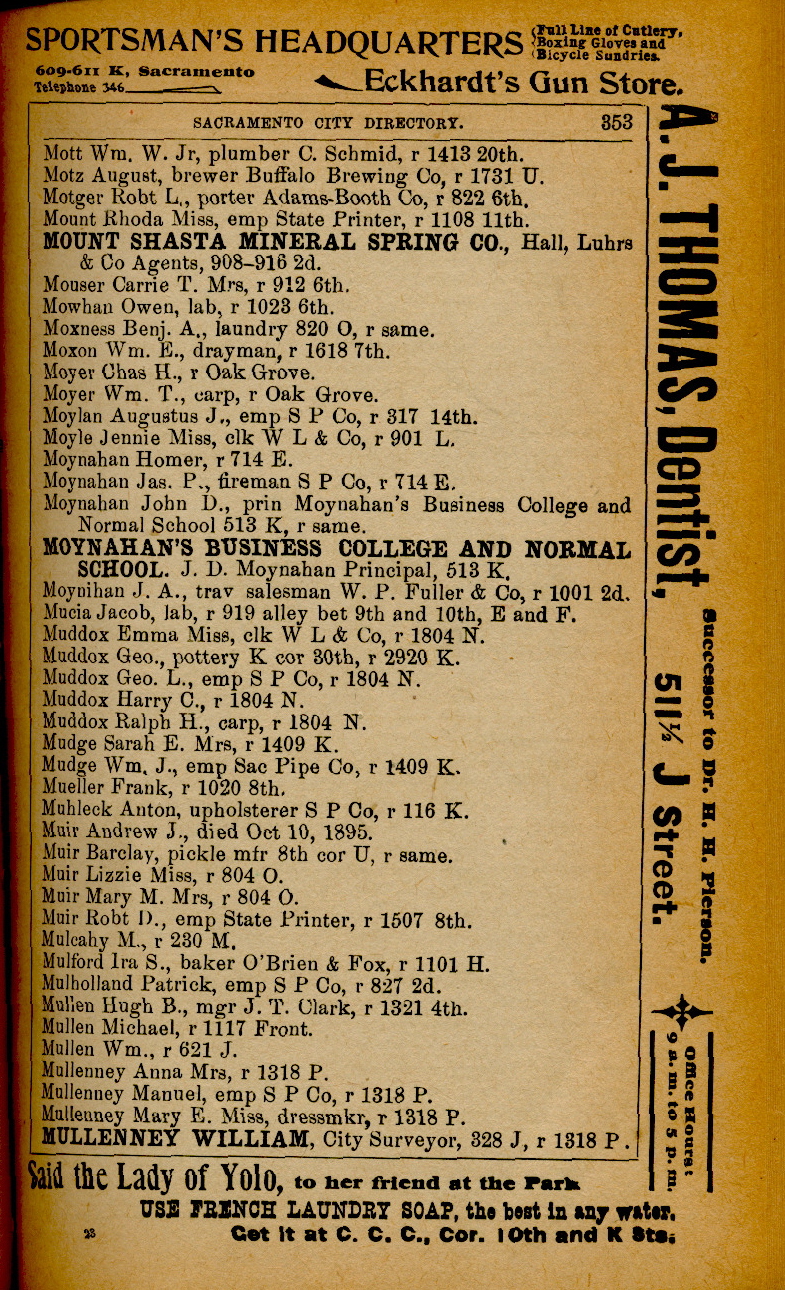 SPORTSMAN'S HEADQUARTERS
Full Line of Cutlery,
Boxing Gloves and
Bicycle Sundries.
609-611 K, Sacramento
Telephone 346
Eckhardt's Gun Store.
SACRAMENTO CITY DIRECTORY. 353
Mott Wm. W. Jr, plumber C. Schmid, r 1413 20th.
Motz August, brewer Buffalo Brewing Co, r 1731 U.
Motger Robt L., porter Adams-Booth Co, r 822 6th.
Mount Rhoda Miss, emp State Printer, r 1108 11th.
MOUNT SHASTA MINERAL SPRING CO., Hall, Luhrs
& Co Agents, 908-916 2d.
Mouser Carrie T. Mrs, r 912 6th.
Mowhan Owen, lab, r 1023 6th.
Moxness Benj. A., laundry 820 O, r same.
Moxon Wm. E., drayman, r 1618 7th.
Moyer Chas H., r Oak Grove.
Moyer Wm. T., carp, r Oak Grove.
Moylan Augustus J., emp S P Co, r 317 14th.
Moyle Jennie Miss, clk W L & Co, r 901 L.
Moynahan Homer, r 714 E.
Moynahan Jas. P., fireman S P Co, r 714 E.
Moynahan John D., prin Moynahan's Business College and
Normal School 513 K, r same.
MOYNAHAN'S BUSINESS COLLEGE AND NORMAL
SCHOOL. J. D. Moynahan Principal, 513 K.
Moynihan J. A., trav salesman W. P. Fuller & Co, r 1001 2d.
Mucia Jacob, lab, r 919 alley bet 9th and 10th, E and F.
Muddox Emma Miss, clk W L & Co, r 1804 N.
Muddox Geo., pottery K cor 30th, r 2920 K.
Muddox Geo. L., emp S P Co, r 1804 N.
Muddox Harry C., r 1804 N.
Muddox Ralph H., carp, r 1804 N.
Mudge Sarah E. Mrs, r 1409 K.
Mudge Wm. J., emp Sac Pipe Co, r 1409 K.
Mueller Frank, r 1020 8th.
Muhleck Anton, upholsterer S P Co, r 116 K.
Muir Andrew J., died Oct 10, 1895.
Muir Barclay, pickle mfr 8th cor U, r same.
Muir Lizzie Miss, r 804 O.
Muir Mary M. Mrs, r 804 O.
Muir Robt D., emp State Printer, r 1507 8th.
Mulcahy M., r 230 M.
Mulford Ira S., baker O'Brien & Fox, r 1101 H.
Mulholland Patrick, emp S P Co, r 827 2d.
Mullen Hugh B., mgr J. T. Clark, r 1321 4th.
Mullen Michael, r 1117 Front.
Mullen Wm., r 621 J.
Mullenney Anna Mrs, r 1318 P.
Mullenney Manuel, emp S P Co, r 1318 P.
Mullenney Mary E. Miss, dressmkr, r 1318 P.
MULLENNEY WILLIAM, City Surveyor, 328 J, r 1318 P.
A. J. THOMAS, Dentist,
Successor to Dr. H. H. Pierson.
511½ J Street.
Office Hours:
9 a. m. to 5 p. m.
Said the Lady of Yolo, to her friend at the Park
USE FRENCH LAUNDRY SOAP, the best in any water.
23 Get it at C. C. C., Cor. 10th and K Sts.